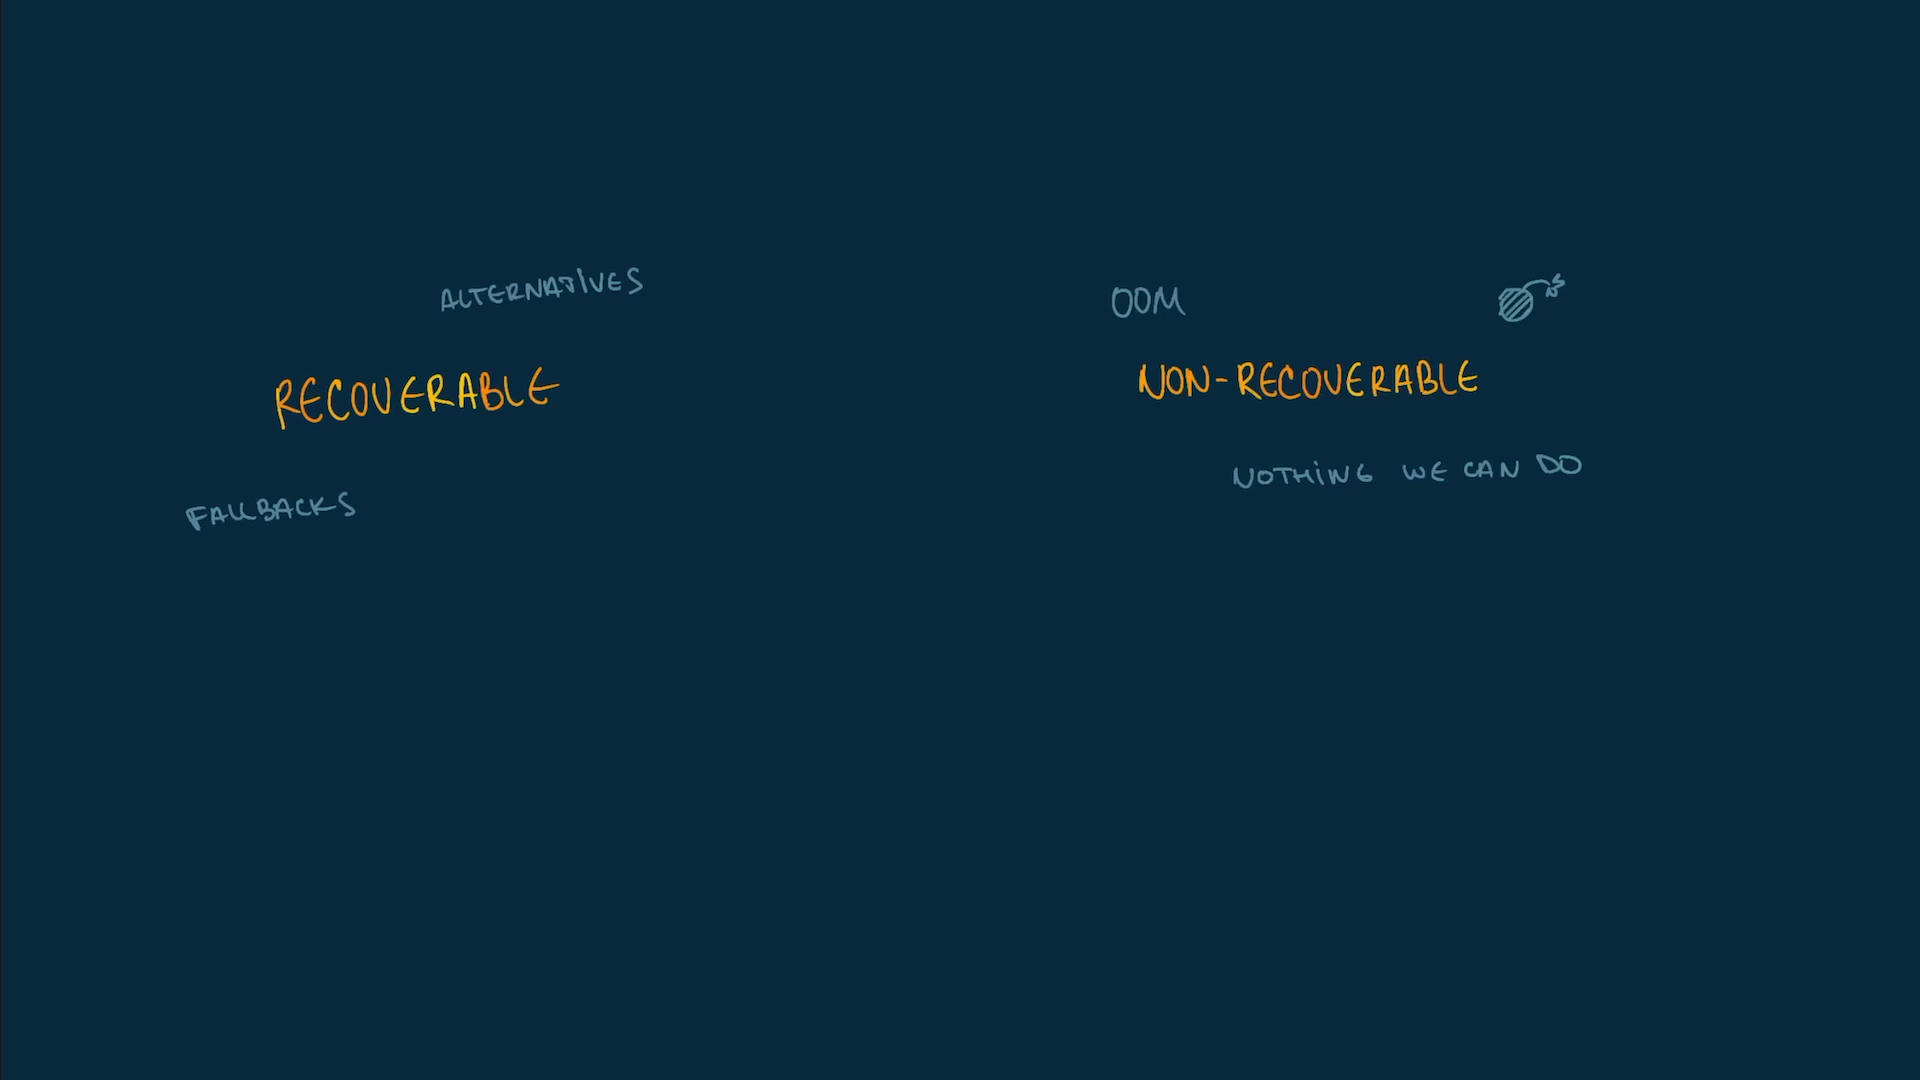 ALTERNATIVES
RECOVERABLE
FALLBACKS
OOM
NON-RECOVERABLE
NOTHING WE CAN DO